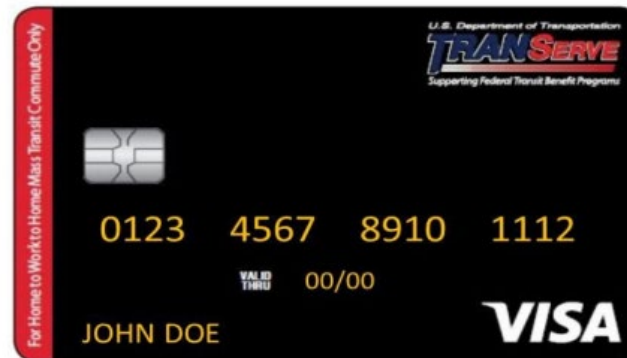 For Home to Work to Home Mass Transit Commute Only
U.S. Department of Transportation
TRANSERVE
Supporting Federal Transit Benefit Programs
0123 4567 8910 1112
VALID
THRU 00/00
JOHN DOE
VISA